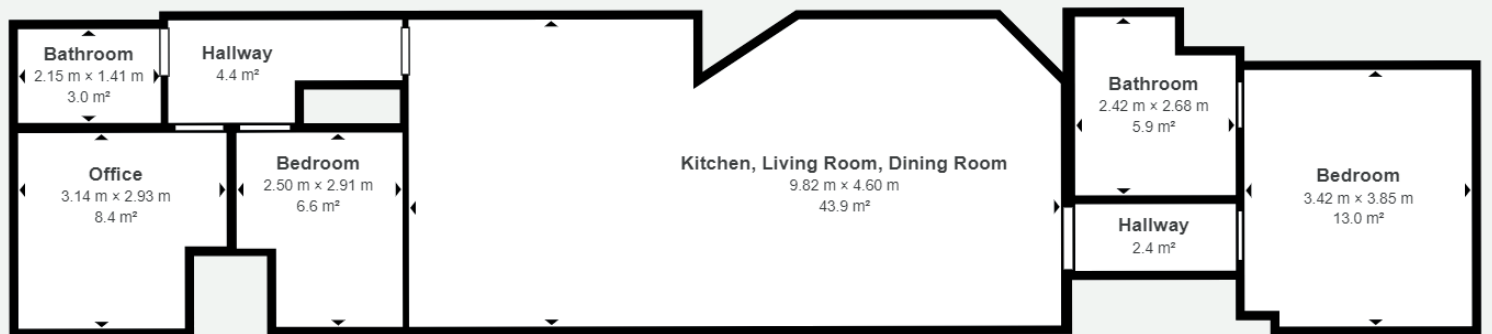 Bathroom
2.15 m × 1.41 m
3.0 m²
Hallway
4.4 m²
Office
3.14 m × 2.93 m
8.4 m²
Bedroom
2.50 m × 2.91 m
6.6 m²
Kitchen, Living Room, Dining Room
9.82 m × 4.60 m
43.9 m²
Bathroom
2.42 m × 2.68 m
5.9 m²
Hallway
2.4 m²
Bedroom
3.42 m × 3.85 m
13.0 m²